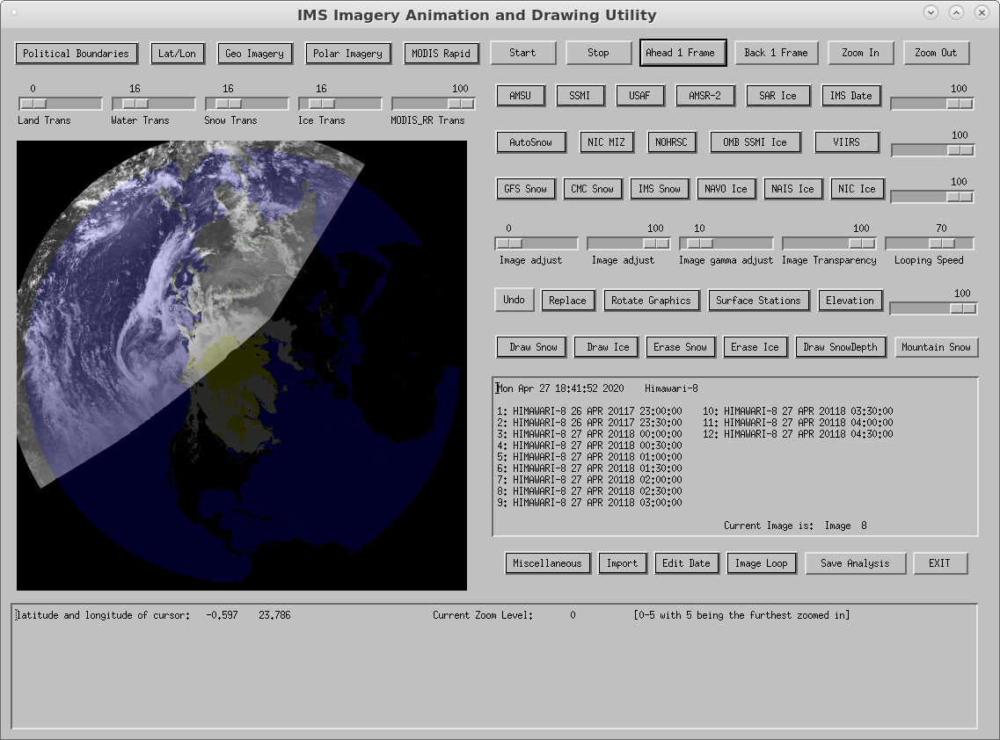 IMS Imagery Animation and Drawing Utility
Political Boundaries Lat/Lon Geo Imagery Polar Imagery MODIS Rapid Start Stop Ahead 1 Frame Back 1 Frame Zoom In Zoom Out
0 16 16 16 100 100
Land Trans Water Trans Snow Trans Ice Trans MODIS_RR Trans
AMSU SSMI USAF AMSR-2 SAR Ice IMS Date
100
AutoSnow NIC MIZ NOHRSC OMB SSMI Ice VIIRS
100
GFS Snow CMC Snow IMS Snow NAVO Ice NAIS Ice NIC Ice
0 100 10 100 70
Image adjust Image adjust Image gamma adjust Image Transparency Looping Speed
100
Undo Replace Rotate Graphics Surface Stations Elevation
Draw Snow Draw Ice Erase Snow Erase Ice Draw SnowDepth Mountain Snow
Mon Apr 27 18:41:52 2020 Himawari-8
1: HIMAWARI-8 26 APR 20117 23:00:00 10: HIMAWARI-8 27 APR 20118 03:30:00
2: HIMAWARI-8 26 APR 20117 23:30:00 11: HIMAWARI-8 27 APR 20118 04:00:00
3: HIMAWARI-8 27 APR 20118 00:00:00 12: HIMAWARI-8 27 APR 20118 04:30:00
4: HIMAWARI-8 27 APR 20118 00:30:00
5: HIMAWARI-8 27 APR 20118 01:00:00
6: HIMAWARI-8 27 APR 20118 01:30:00
7: HIMAWARI-8 27 APR 20118 02:00:00
8: HIMAWARI-8 27 APR 20118 02:30:00
9: HIMAWARI-8 27 APR 20118 03:00:00
Current Image is: Image 8
Miscellaneous Import Edit Date Image Loop Save Analysis EXIT
latitude and longitude of cursor: -0.597 23.786 Current Zoom Level: 0 [0-5 with 5 being the furthest zoomed in]